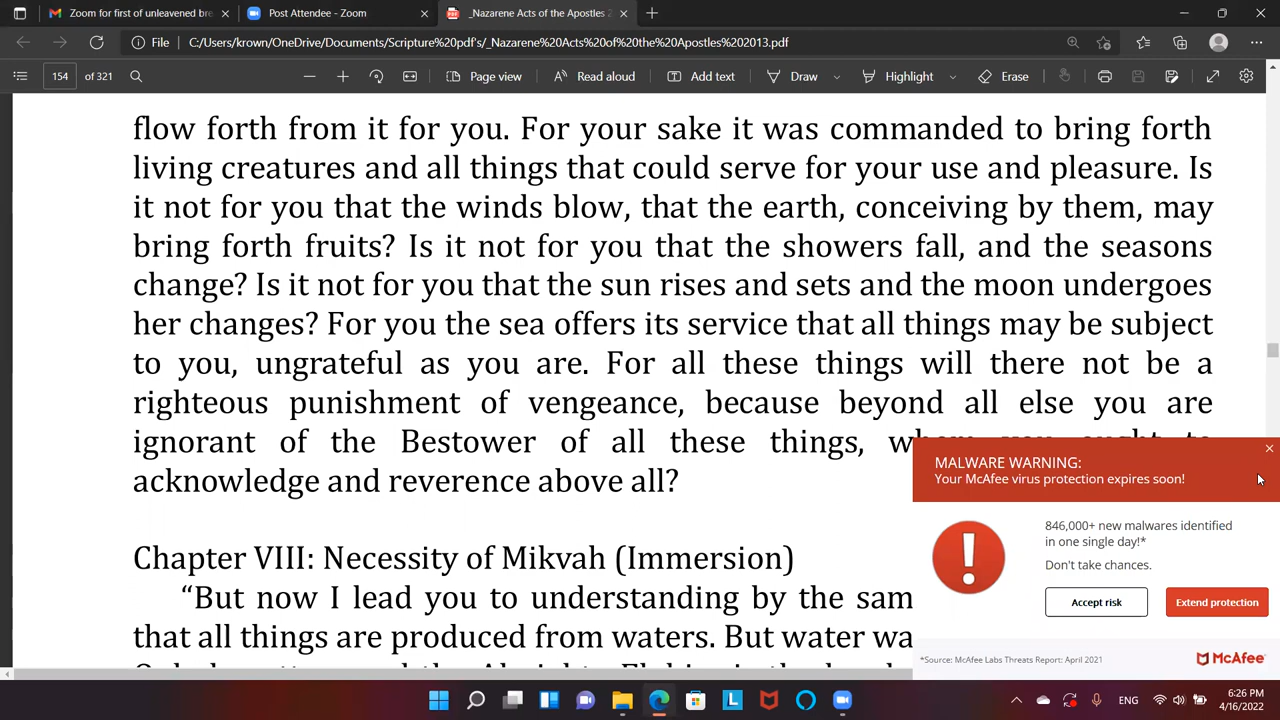 Zoom for first of unleavened bre
Post Attendee - Zoom
_Nazarene Acts of the Apostles 2
File
C:/Users/krown/OneDrive/Documents/Scripture%20pdf's/_Nazarene%20Acts%20of%20the%20Apostles%202013.pdf
154 of 321
Page view
Read aloud
Add text
Draw
Highlight
Erase
flow forth from it for you. For your sake it was commanded to bring forth
living creatures and all things that could serve for your use and pleasure. Is
it not for you that the winds blow, that the earth, conceiving by them, may
bring forth fruits? Is it not for you that the showers fall, and the seasons
change? Is it not for you that the sun rises and sets and the moon undergoes
her changes? For you the sea offers its service that all things may be subject
to you, ungrateful as you are. For all these things will there not be a
righteous punishment of vengeance, because beyond all else you are
ignorant of the Bestower of all these things,
acknowledge and reverence above all?
Chapter VIII: Necessity of Mikvah (Immersion)
“But now I lead you to understanding by the sam
that all things are produced from waters. But water wa
MALWARE WARNING:
Your McAfee virus protection expires soon!
846,000+ new malwares identified
in one single day!*
Don't take chances.
Accept risk
Extend protection
*Source: McAfee Labs Threats Report: April 2021
McAfee
ENG
6:26 PM
4/16/2022